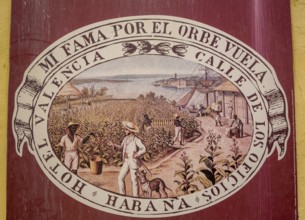 MI FAMA POR EL ORBE VUELA
HOTEL VALENCIA CALLE DE LOS OFICIOS
· HABANA ·